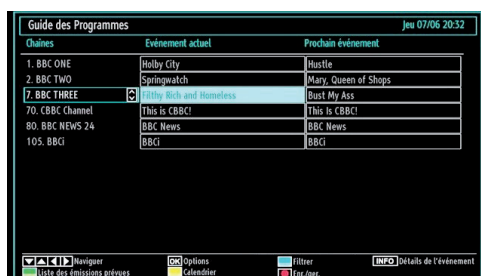 Guide des Programmes Jeu 07/06 20:32
Chaînes Evénement actuel Prochain événement
1. BBC ONE Holby City Hustle
2. BBC TWO Springwatch Mary, Queen of Shops
7. BBC THREE Filthy Rich and Homeless Bust My Ass
70. CBBC Channel This is CBBC! This Is CBBC!
80. BBC NEWS 24 BBC News BBC News
105. BBCi BBCi BBCi
Naviguer OK Options Filtrer INFO Détails de l'événement
Liste des émissions prévues Calendrier Enr./ger.